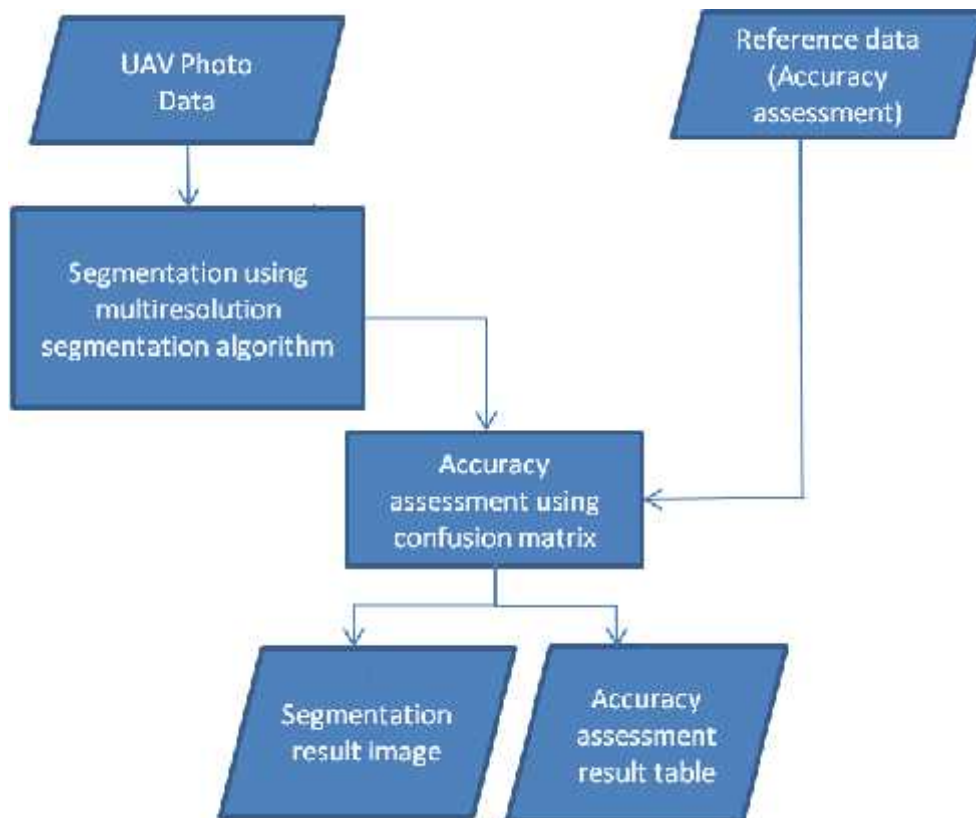 UAV Photo
Data
Reference data
(Accuracy
assessment)
Segmentation using
multiresolution
segmentation algorithm
Accuracy
assessment using
confusion matrix
Segmentation
result image
Accuracy
assessment
result table